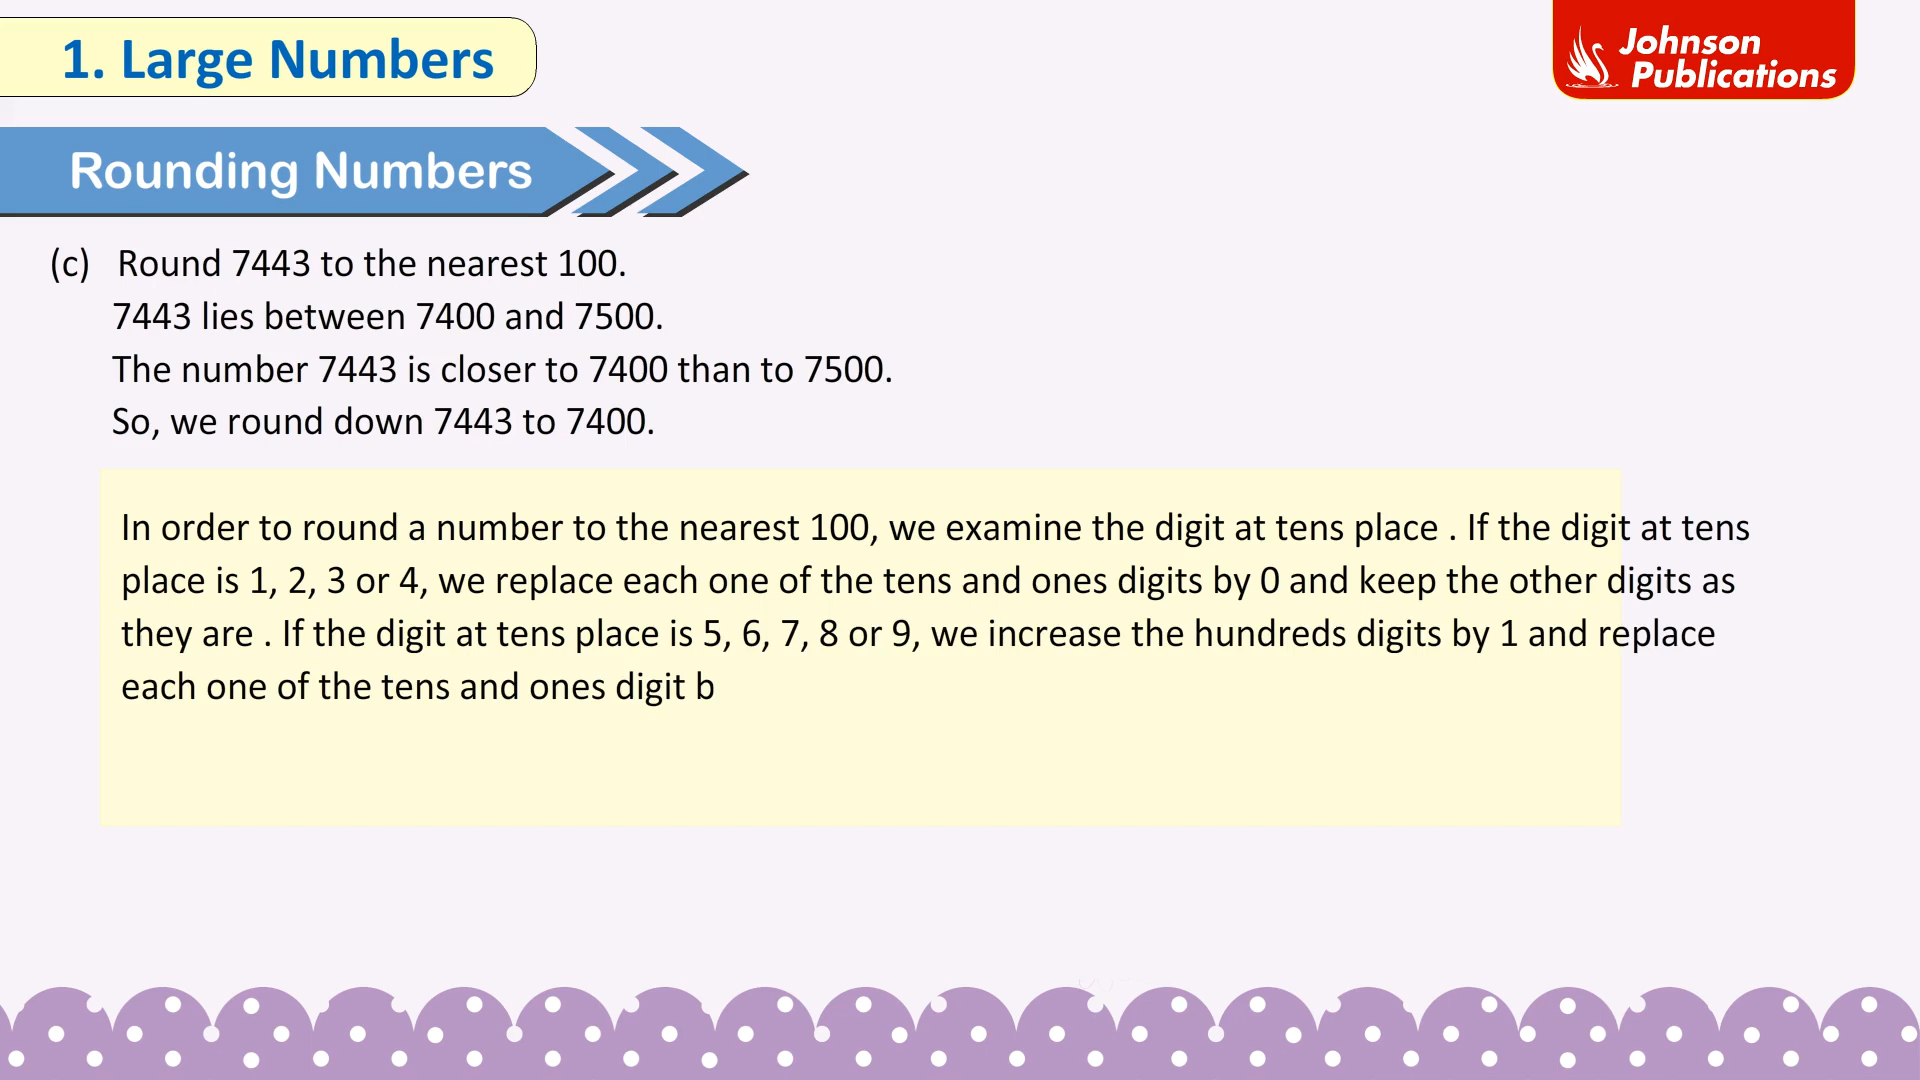 1. Large Numbers
Johnson
Publications
Rounding Numbers
(c) Round 7443 to the nearest 100.
7443 lies between 7400 and 7500.
The number 7443 is closer to 7400 than to 7500.
So, we round down 7443 to 7400.
In order to round a number to the nearest 100, we examine the digit at tens place . If the digit at tens
place is 1, 2, 3 or 4, we replace each one of the tens and ones digits by 0 and keep the other digits as
they are . If the digit at tens place is 5, 6, 7, 8 or 9, we increase the hundreds digits by 1 and replace
each one of the tens and ones digit b